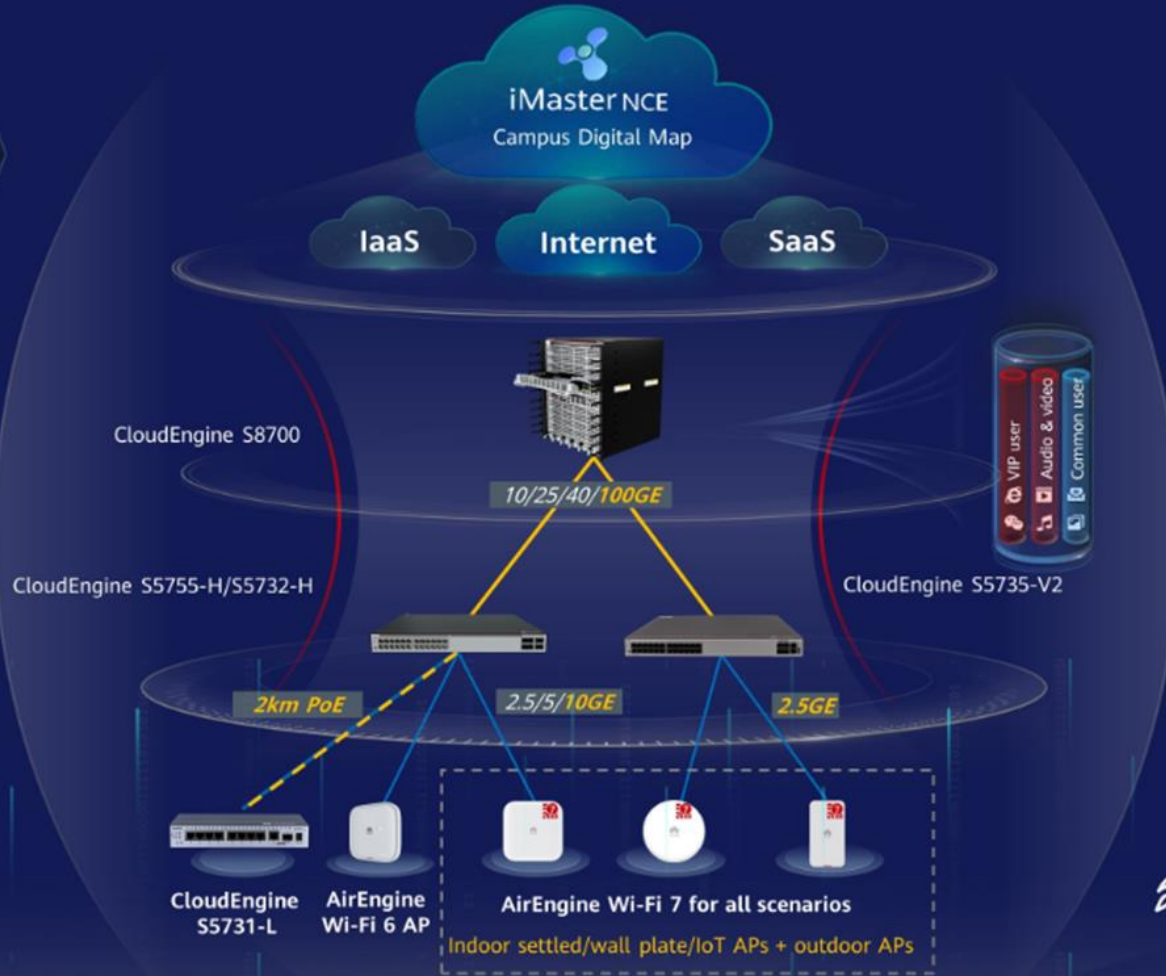 iMaster NCE
Campus Digital Map
IaaS
Internet
SaaS
CloudEngine S8700
10/25/40/100GE
VIP user
Audio & video
Common user
CloudEngine S5755-H/S5732-H
CloudEngine S5735-V2
2km PoE
2.5/5/10GE
2.5GE
CloudEngine
S5731-L
AirEngine
Wi-Fi 6 AP
AirEngine Wi-Fi 7 for all scenarios
Indoor settled/wall plate/IoT APs + outdoor APs